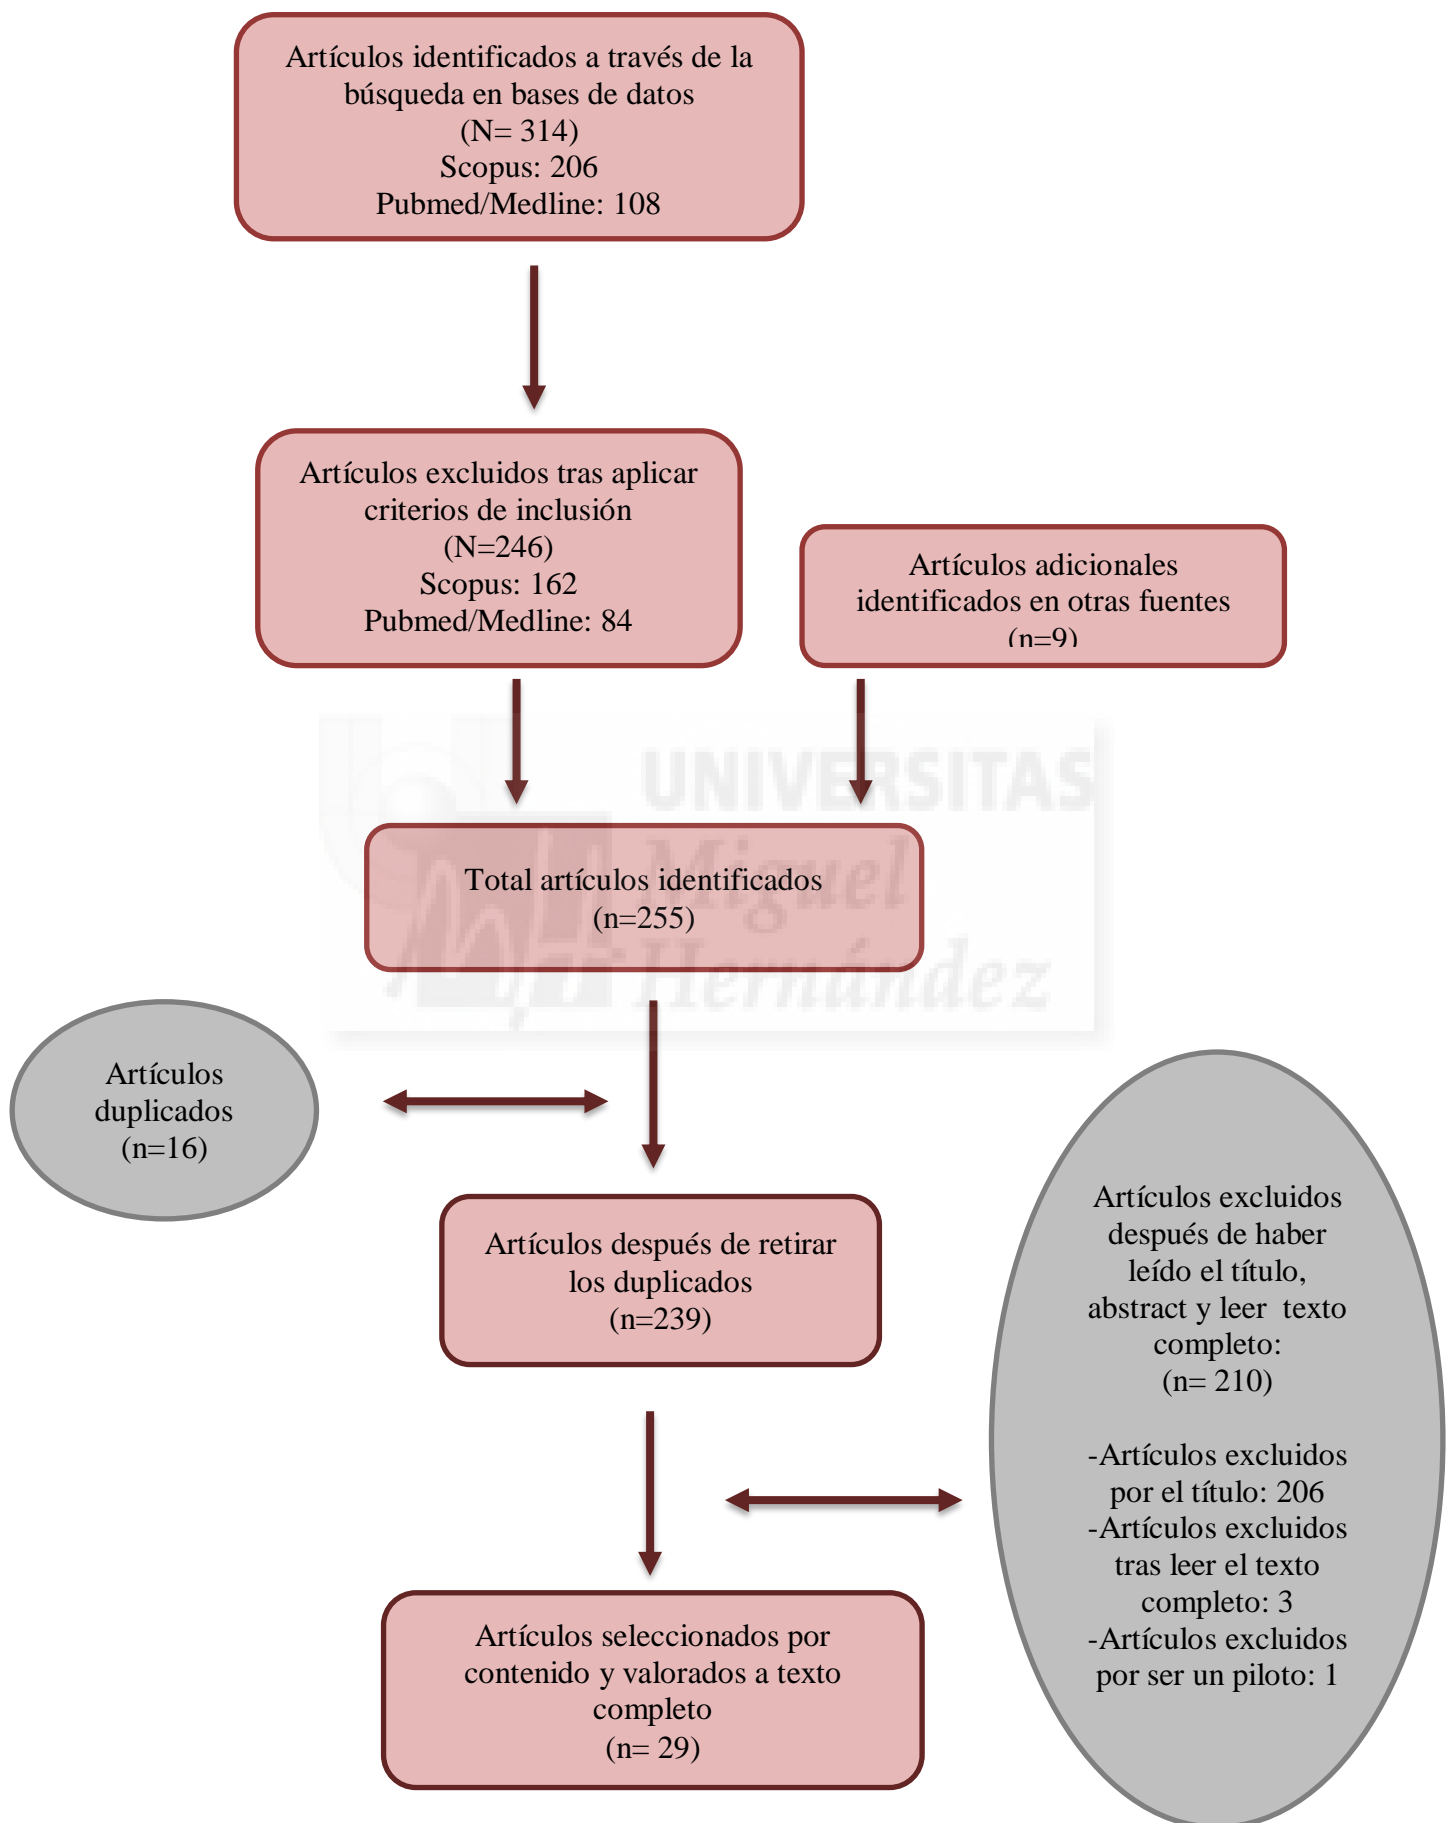 Artículos identificados a través de la
búsqueda en bases de datos
(N= 314)
Scopus: 206
Pubmed/Medline: 108
Artículos excluidos tras aplicar
criterios de inclusión
(N=246)
Scopus: 162
Pubmed/Medline: 84
Artículos adicionales
identificados en otras fuentes
(n=9)
UNIVERSITAS
Miguel
Hernández
Total artículos identificados
(n=255)
Artículos
duplicados
(n=16)
Artículos después de retirar
los duplicados
(n=239)
Artículos excluidos
después de haber
leído el título,
abstract y leer  texto
completo:
(n= 210)
-Artículos excluidos
por el título: 206
-Artículos excluidos
tras leer el texto
completo: 3
-Artículos excluidos
por ser un piloto: 1
Artículos seleccionados por
contenido y valorados a texto
completo
(n= 29)